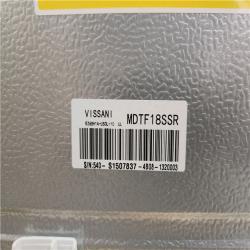 VISSANI
MDTF18SSR
S/N:540- S1507837- 4808-1320003